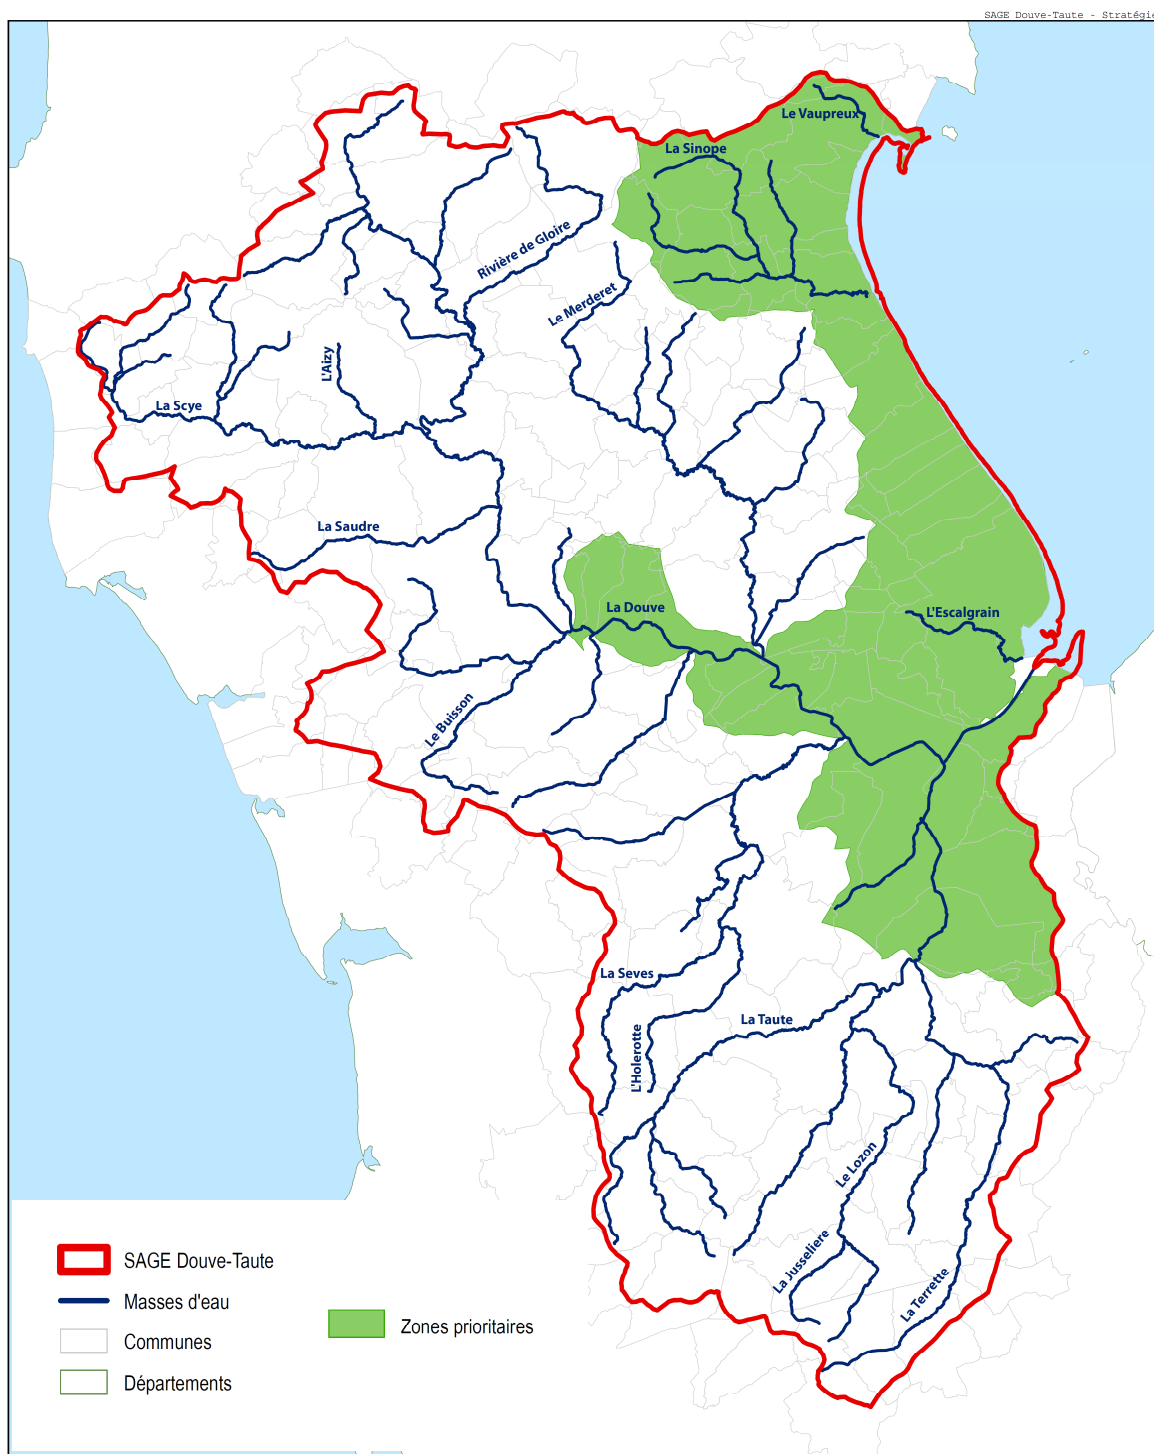 SAGE Douve-Taute - Stratégie
Le Vaupreux
La Sinope
Rivière de Gloire
Le Merderet
L'Aizy
La Scye
La Saudre
La Douve
L'Escalgrain
Le Buisson
La Seves
La Taute
L'Holerotte
Le Lozon
La Jusseliere
La Terrette
SAGE Douve-Taute
Masses d'eau
Communes
Départements
Zones prioritaires